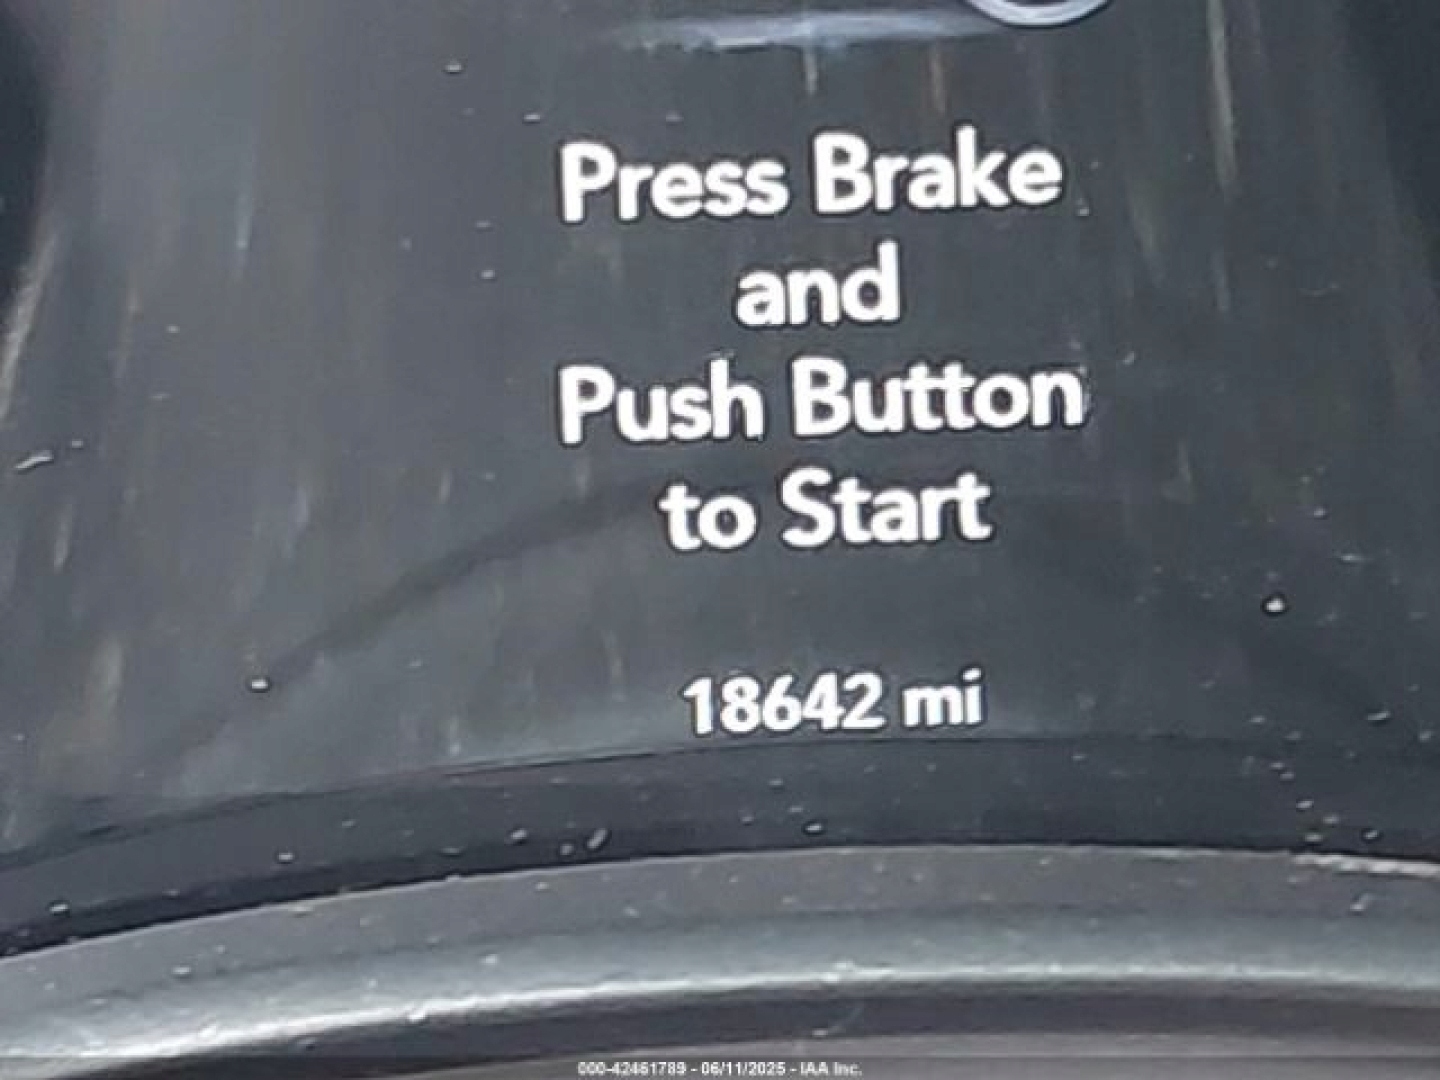 Press Brake
and
Push Button
to Start
18642 mi
000-42461789 - 06/11/2025 - IAA Inc.